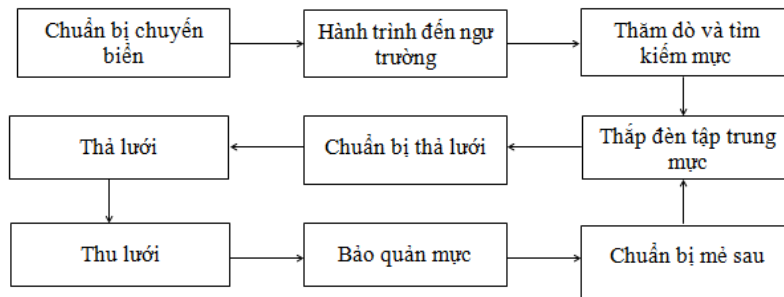 Chuẩn bị chuyến
biển
Hành trình đến ngư
trường
Thăm dò và tìm
kiếm mực
Thả lưới
Chuẩn bị thả lưới
Thắp đèn tập trung
mực
Thu lưới
Bảo quản mực
Chuẩn bị mẻ sau